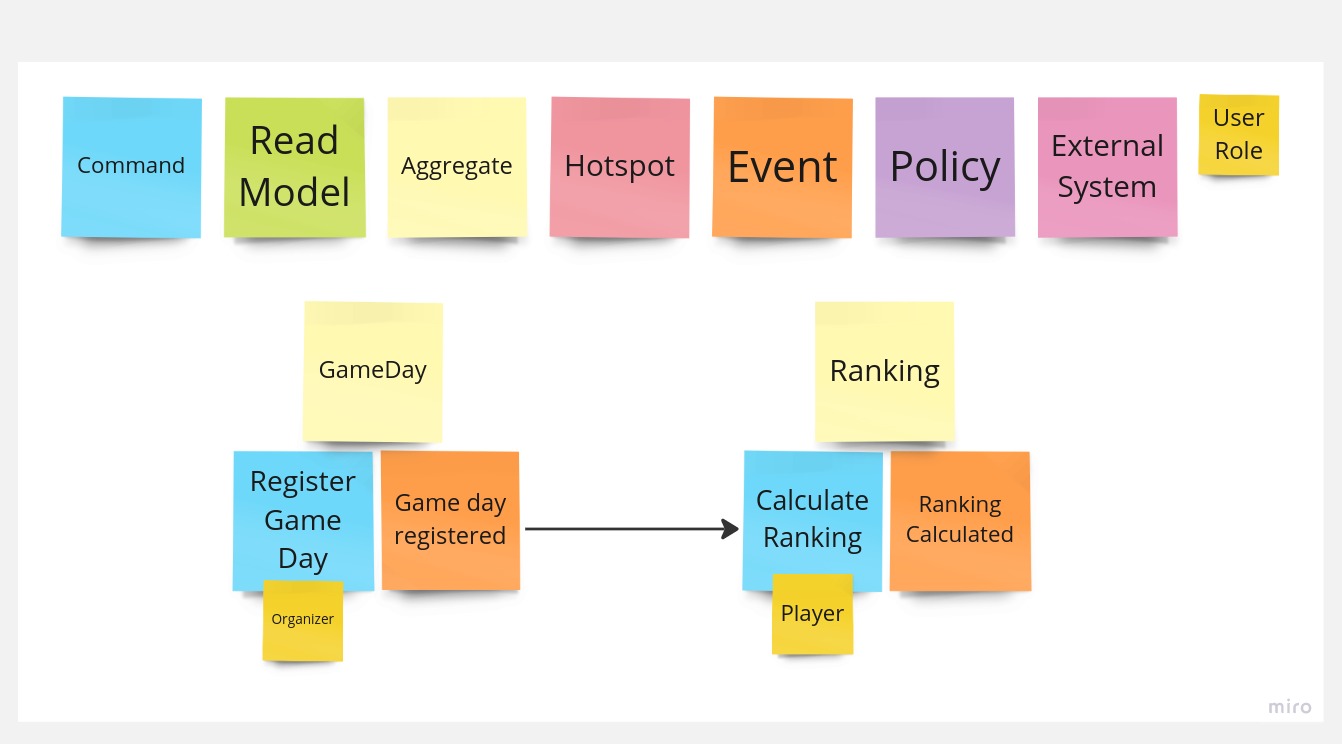 Command
Read
Model
Aggregate
Hotspot
Event
Policy
External
System
User
Role
GameDay
Register
Game
Day
Game day
registered
Organizer
Ranking
Calculate
Ranking
Ranking
Calculated
Player
miro